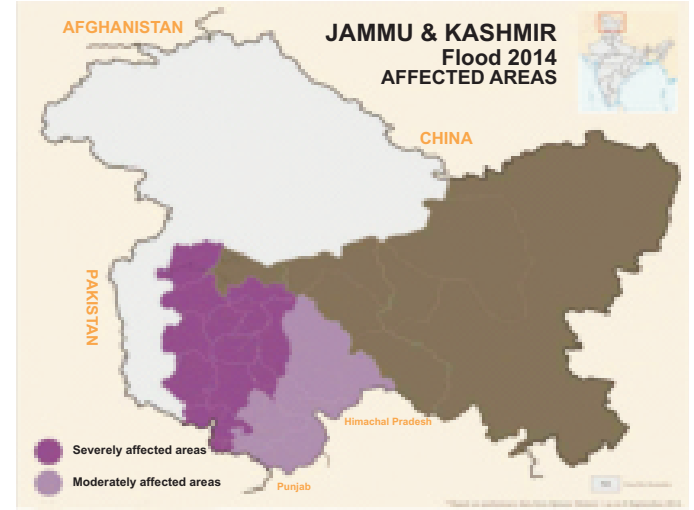 AFGHANISTAN
JAMMU & KASHMIR
Flood 2014
AFFECTED AREAS
CHINA
PAKISTAN
Himachal Pradesh
Severely affected areas
Moderately affected areas
Punjab